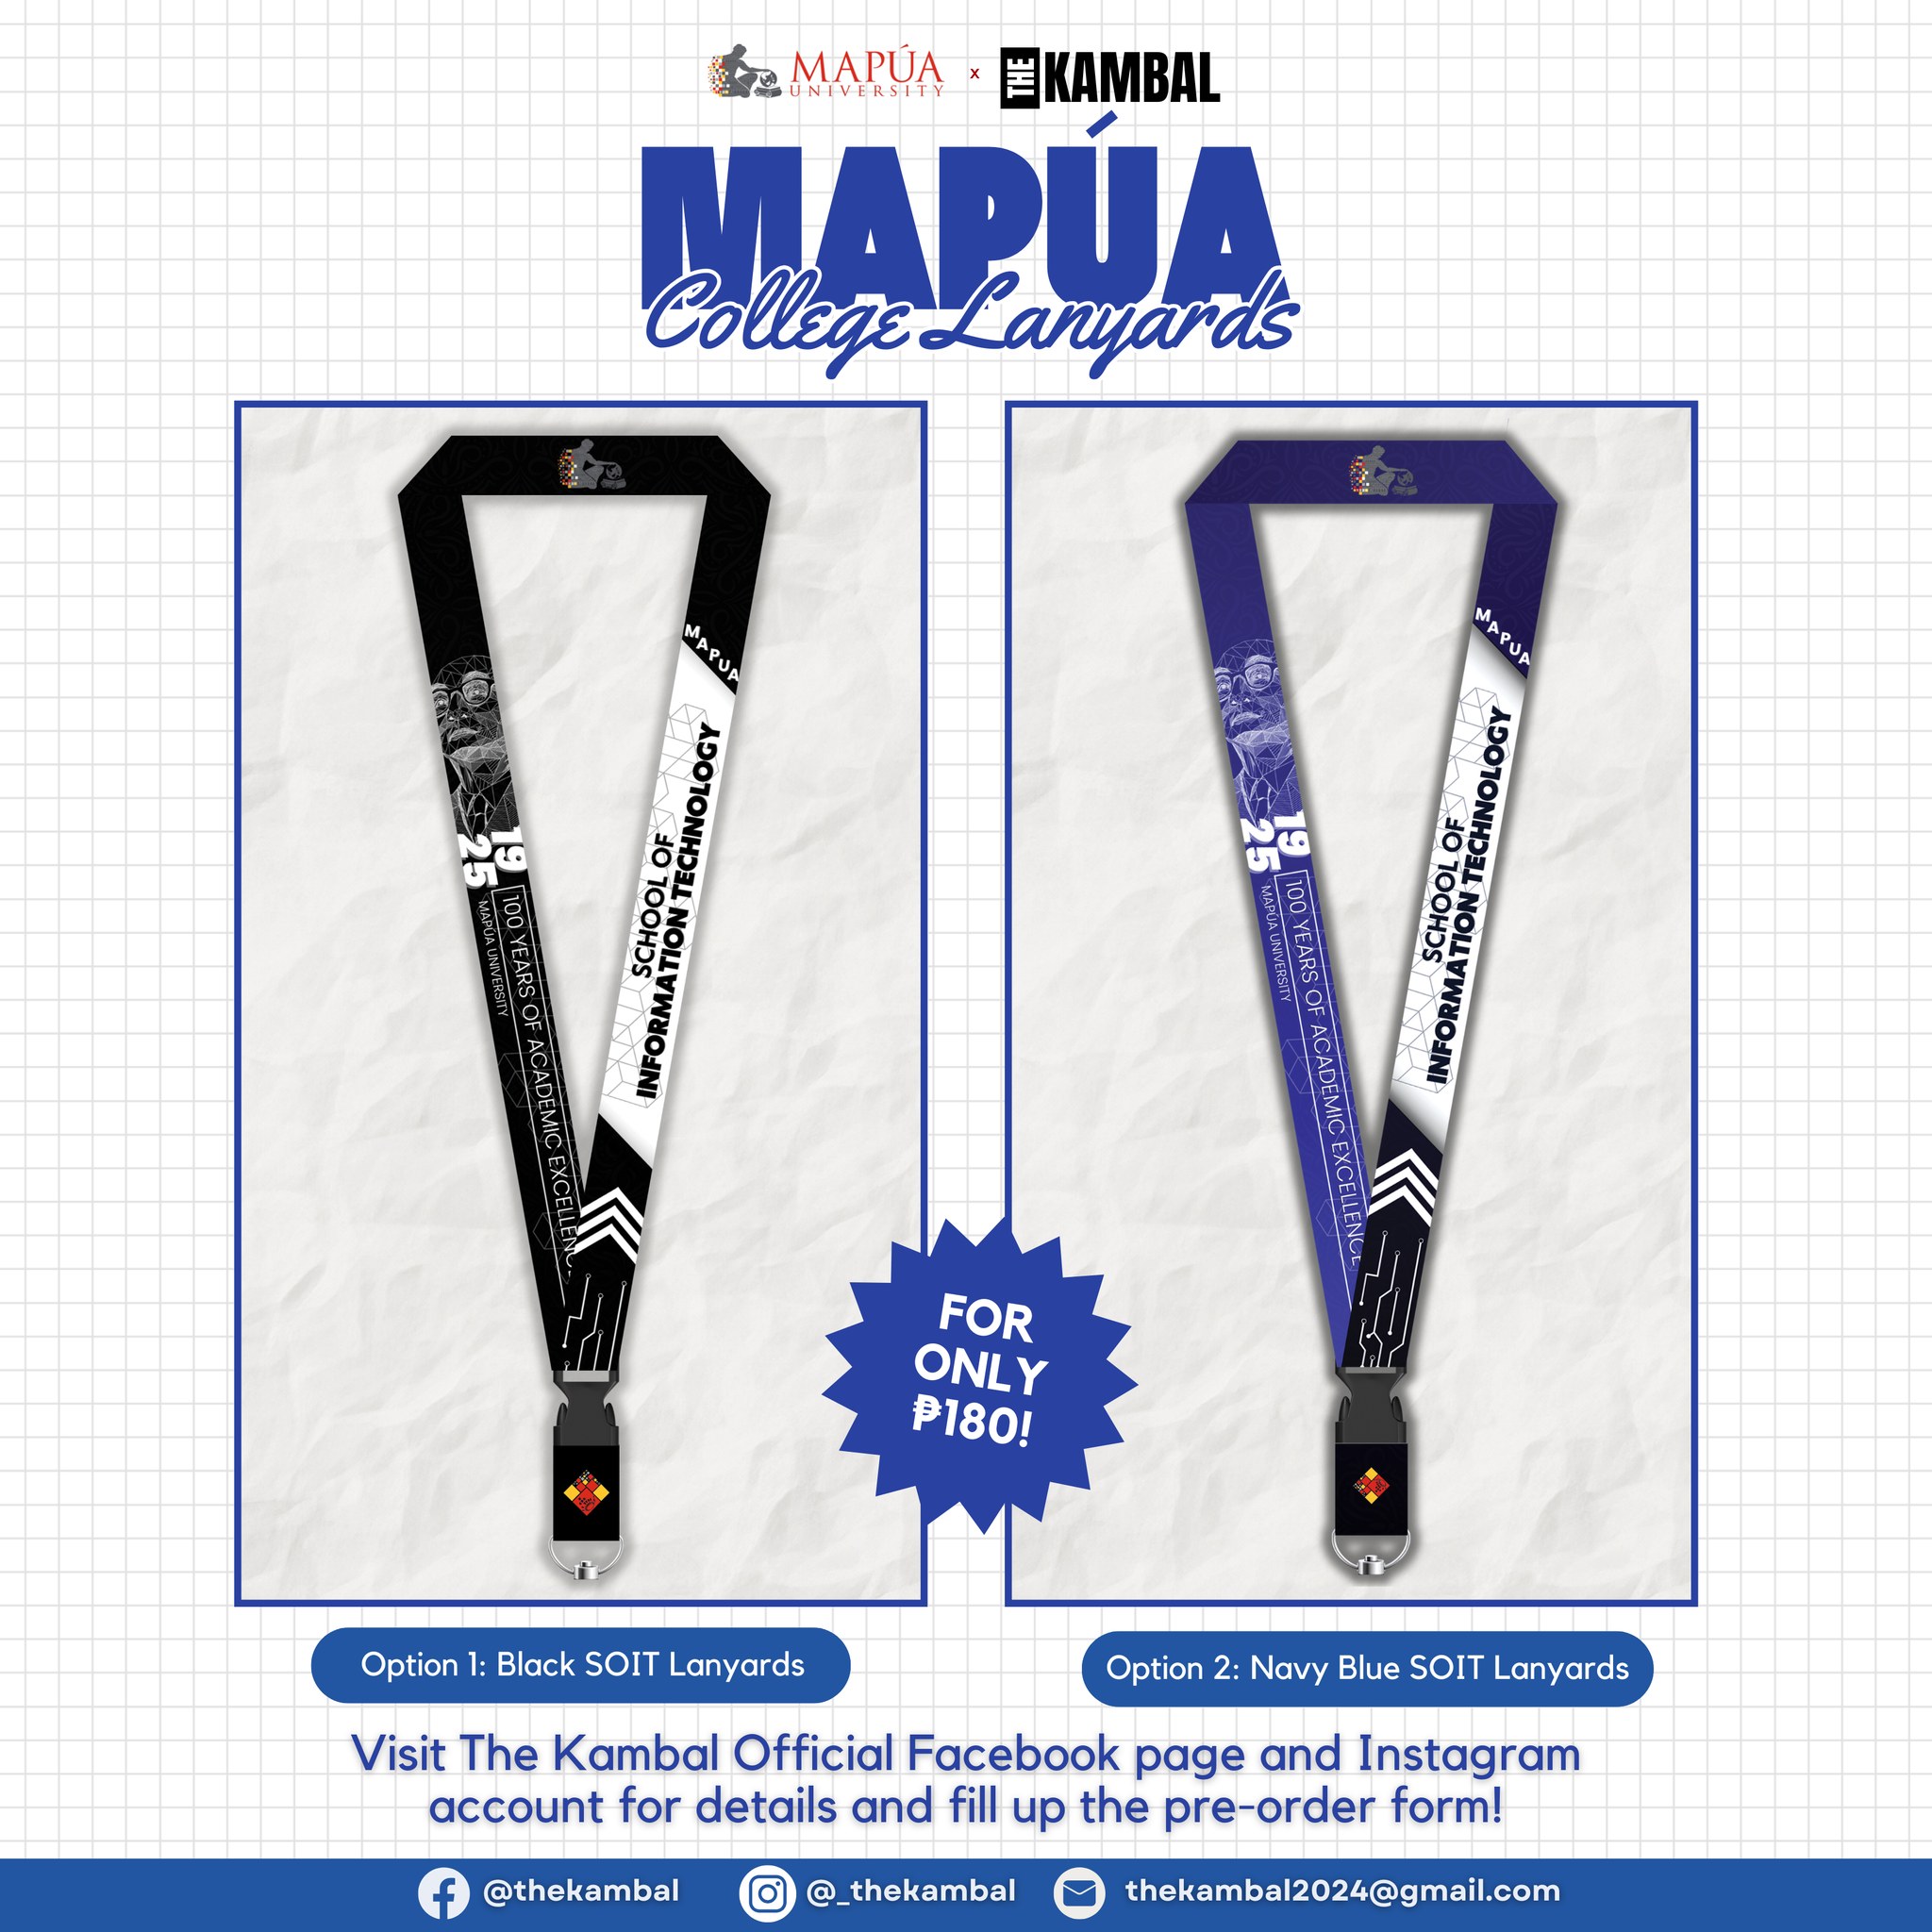 MAPÚA
UNIVERSITY
x
THE KAMBAL
MAPÚA
College Lanyards
MAPUA
SCHOOL OF
INFORMATION TECHNOLOGY
19
25
100 YEARS OF ACADEMIC EXCELLENCE
MAPÚA UNIVERSITY
MAPUA
SCHOOL OF
INFORMATION TECHNOLOGY
19
25
100 YEARS OF ACADEMIC EXCELLENCE
MAPÚA UNIVERSITY
FOR
ONLY
₱180!
Option 1: Black SOIT Lanyards
Option 2: Navy Blue SOIT Lanyards
Visit The Kambal Official Facebook page and Instagram
account for details and fill up the pre-order form!
@thekambal
@_thekambal
thekambal2024@gmail.com